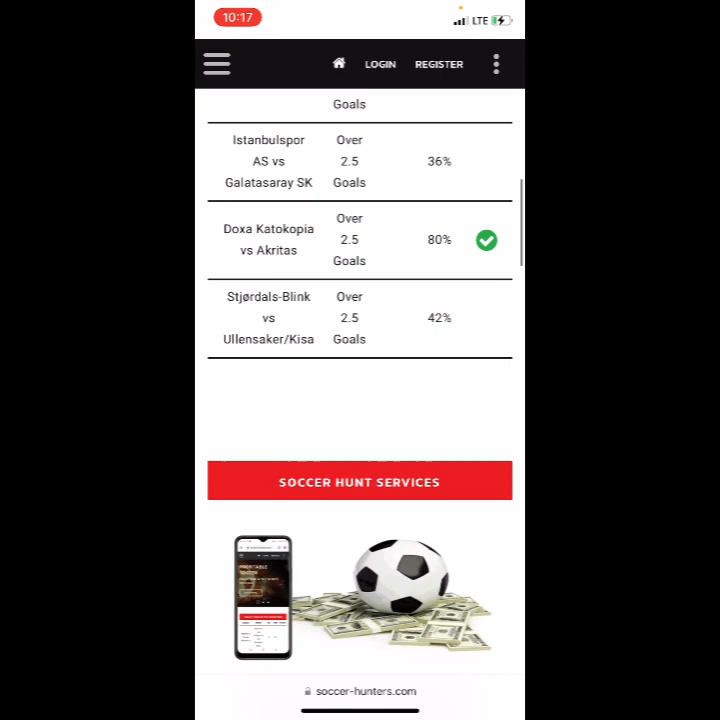 10:17
LTE
LOGIN
REGISTER
Goals
Istanbulspor AS vs Galatasaray SK
Over 2.5 Goals
36%
Doxa Katokopia vs Akritas
Over 2.5 Goals
80%
Stjørdals-Blink vs Ullensaker/Kisa
Over 2.5 Goals
42%
SOCCER HUNT SERVICES
soccer-hunters.com